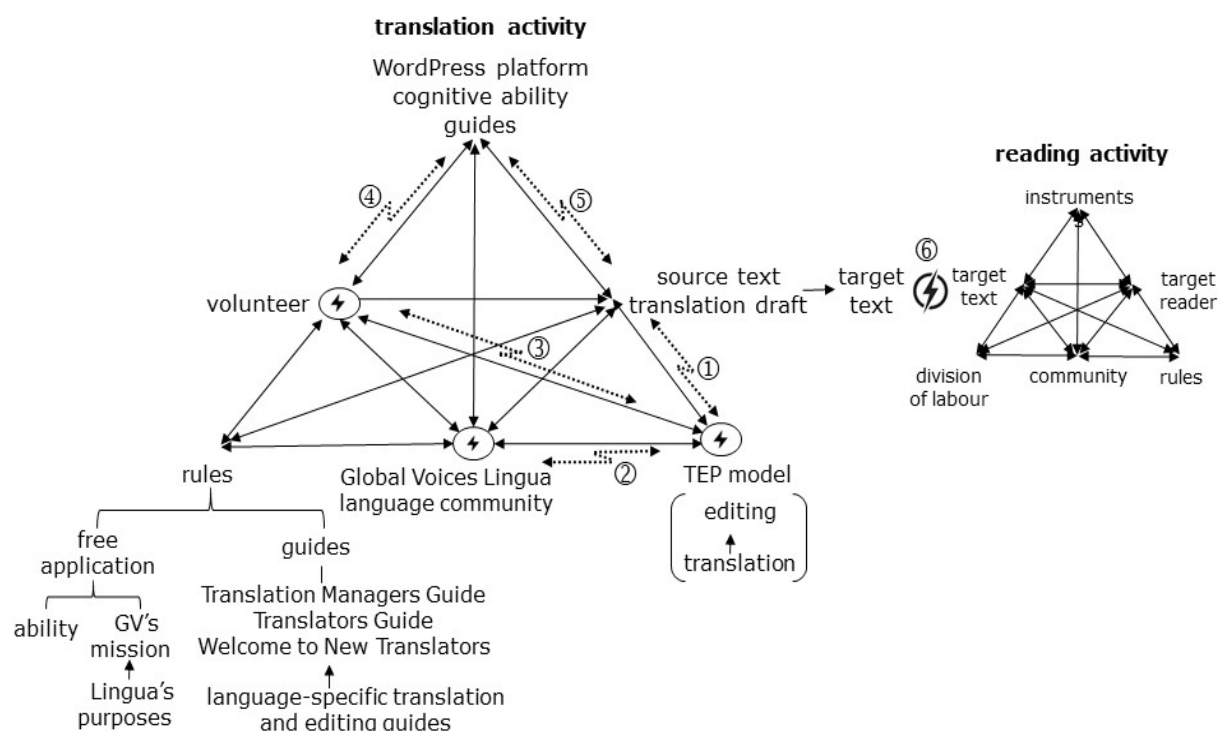 translation activity
WordPress platform
cognitive ability
guides
④
⑤
volunteer
③
①
②
source text
translation draft
target
text
⑥
rules
Global Voices Lingua
language community
TEP model
editing
translation
free
application
guides
ability
GV's
mission
Lingua's
purposes
Translation Managers Guide
Translators Guide
Welcome to New Translators
language-specific translation
and editing guides
reading activity
instruments
target
text
target
reader
division
of labour
community
rules